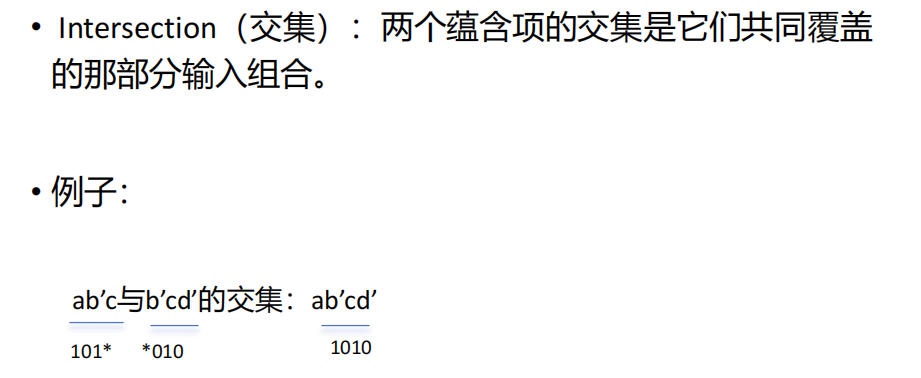 • Intersection（交集）：两个蕴含项的交集是它们共同覆盖
的那部分输入组合。
• 例子：
ab’c与b’cd’的交集：ab’cd’
101* *010 1010